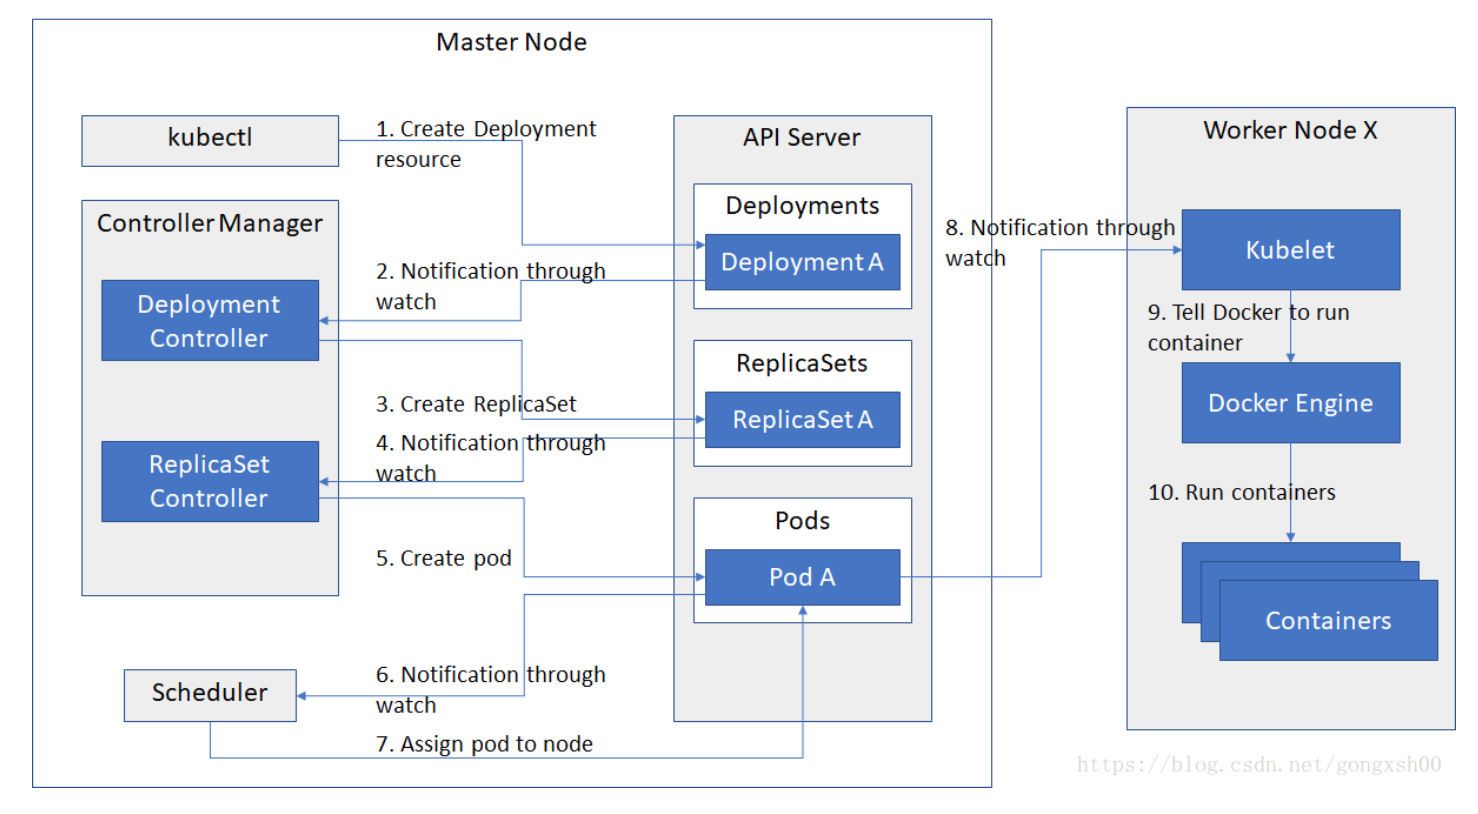 Master Node
kubectl
1. Create Deployment
resource
API Server
Worker Node X
Controller Manager
Deployments
Deployment A
8. Notification through
watch
Kubelet
2. Notification through
watch
Deployment
Controller
9. Tell Docker to run
container
ReplicaSets
ReplicaSet A
3. Create ReplicaSet
4. Notification through
watch
Docker Engine
ReplicaSet
Controller
10. Run containers
Pods
Pod A
5. Create pod
Containers
Scheduler
6. Notification through
watch
7. Assign pod to node
https://blog.csdn.net/gongxsh00